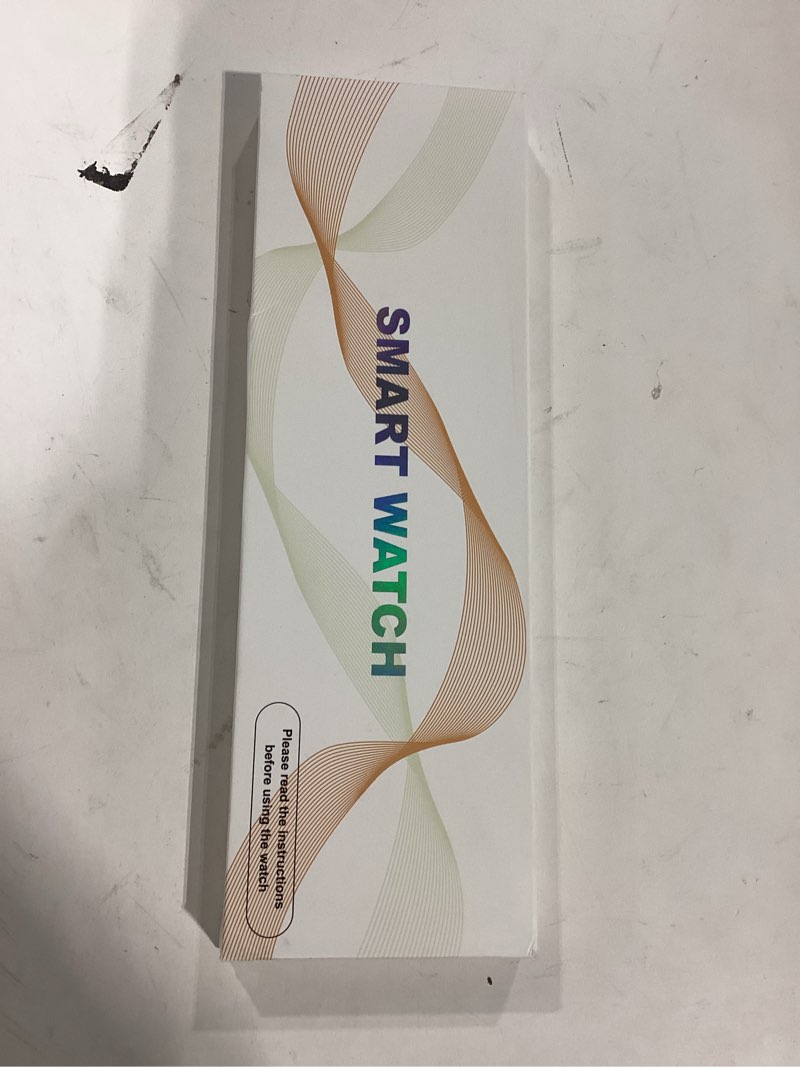 SMART WATCH
Please read the instructions
before using the watch